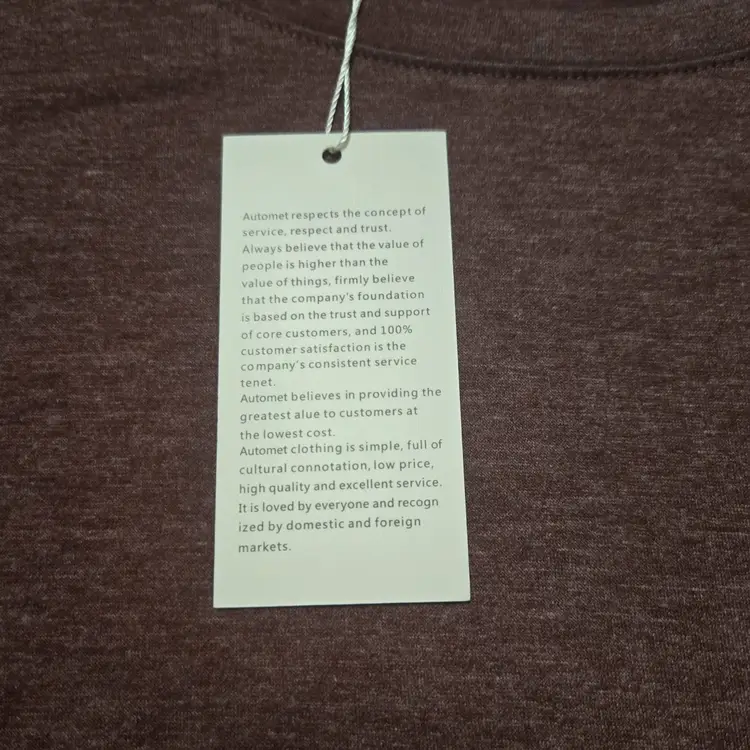 Automet respects the concept of
service, respect and trust.
Always believe that the value of
people is higher than the
value of things, firmly believe
that the company's foundation
is based on the trust and support
of core customers, and 100%
customer satisfaction is the
company's consistent service
tenet.
Automet believes in providing the
greatest alue to customers at
the lowest cost.
Automet clothing is simple, full of
cultural connotation, low price,
high quality and excellent service.
It is loved by everyone and recogn
ized by domestic and foreign
markets.